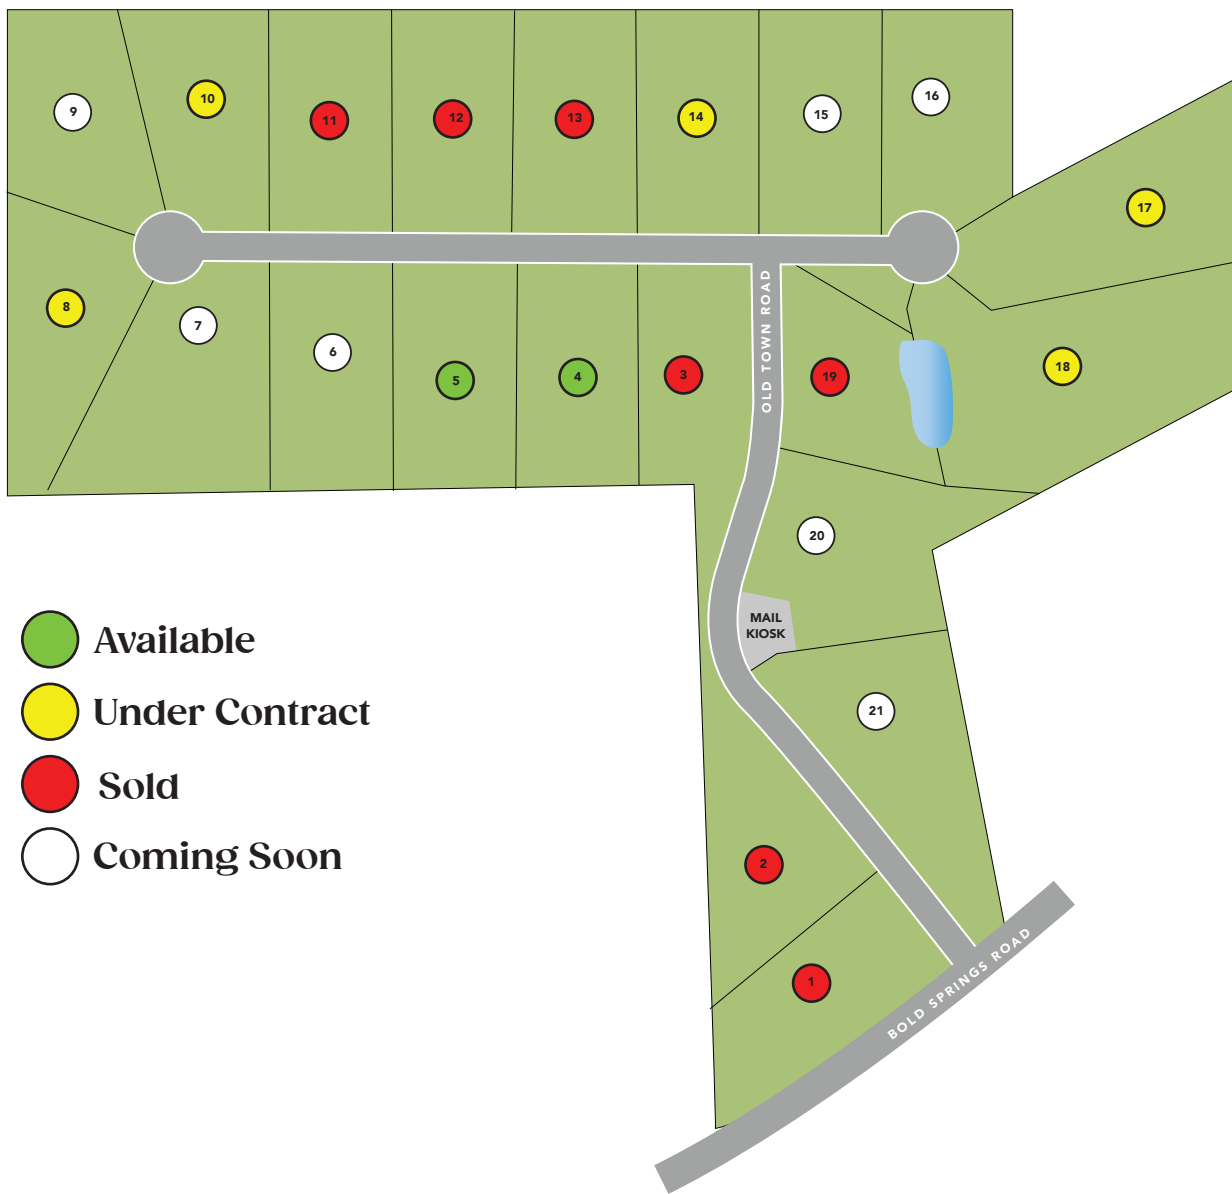 9
10
11
12
13
14
15
16
17
8
7
6
5
4
3
OLD TOWN ROAD
19
18
20
MAIL
KIOSK
21
2
1
BOLD SPRINGS ROAD
Available
Under Contract
Sold
Coming Soon